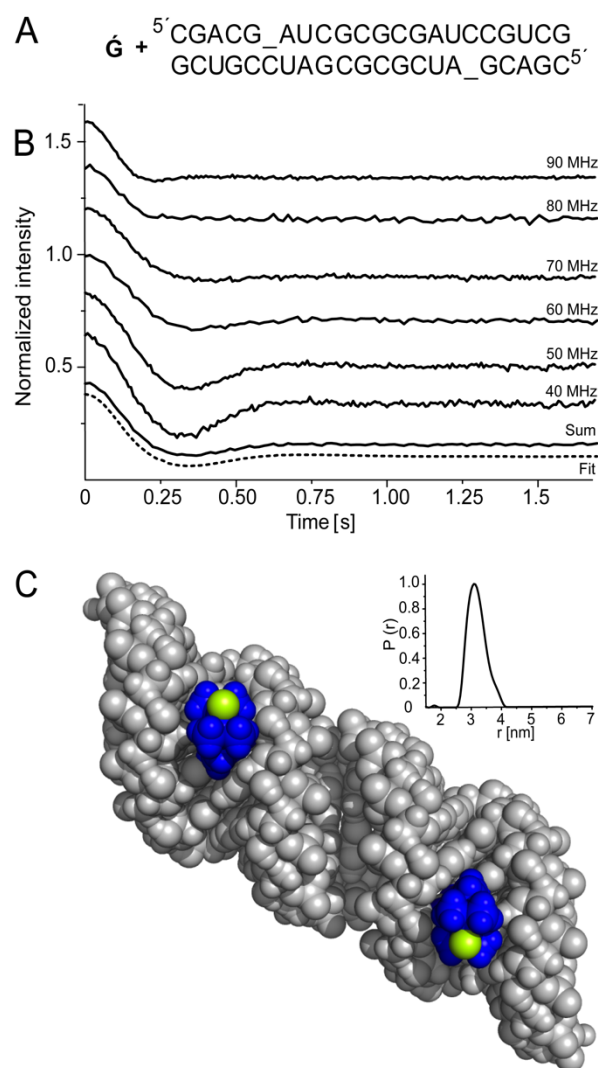 A
Ǵ + 5´CGACG_AUCGCGCGAUCCGUCG
GCUGCCUAGCGCGCUA_GCAGC5´
B
Normalized intensity
1.5
1.0
0.5
90 MHz
80 MHz
70 MHz
60 MHz
50 MHz
40 MHz
Sum
Fit
0 0.25 0.50 0.75 1.00 1.25 1.5
Time [s]
C
P (r)
1.0
0.8
0.6
0.4
0.2
0
2 3 4 5 6 7
r [nm]